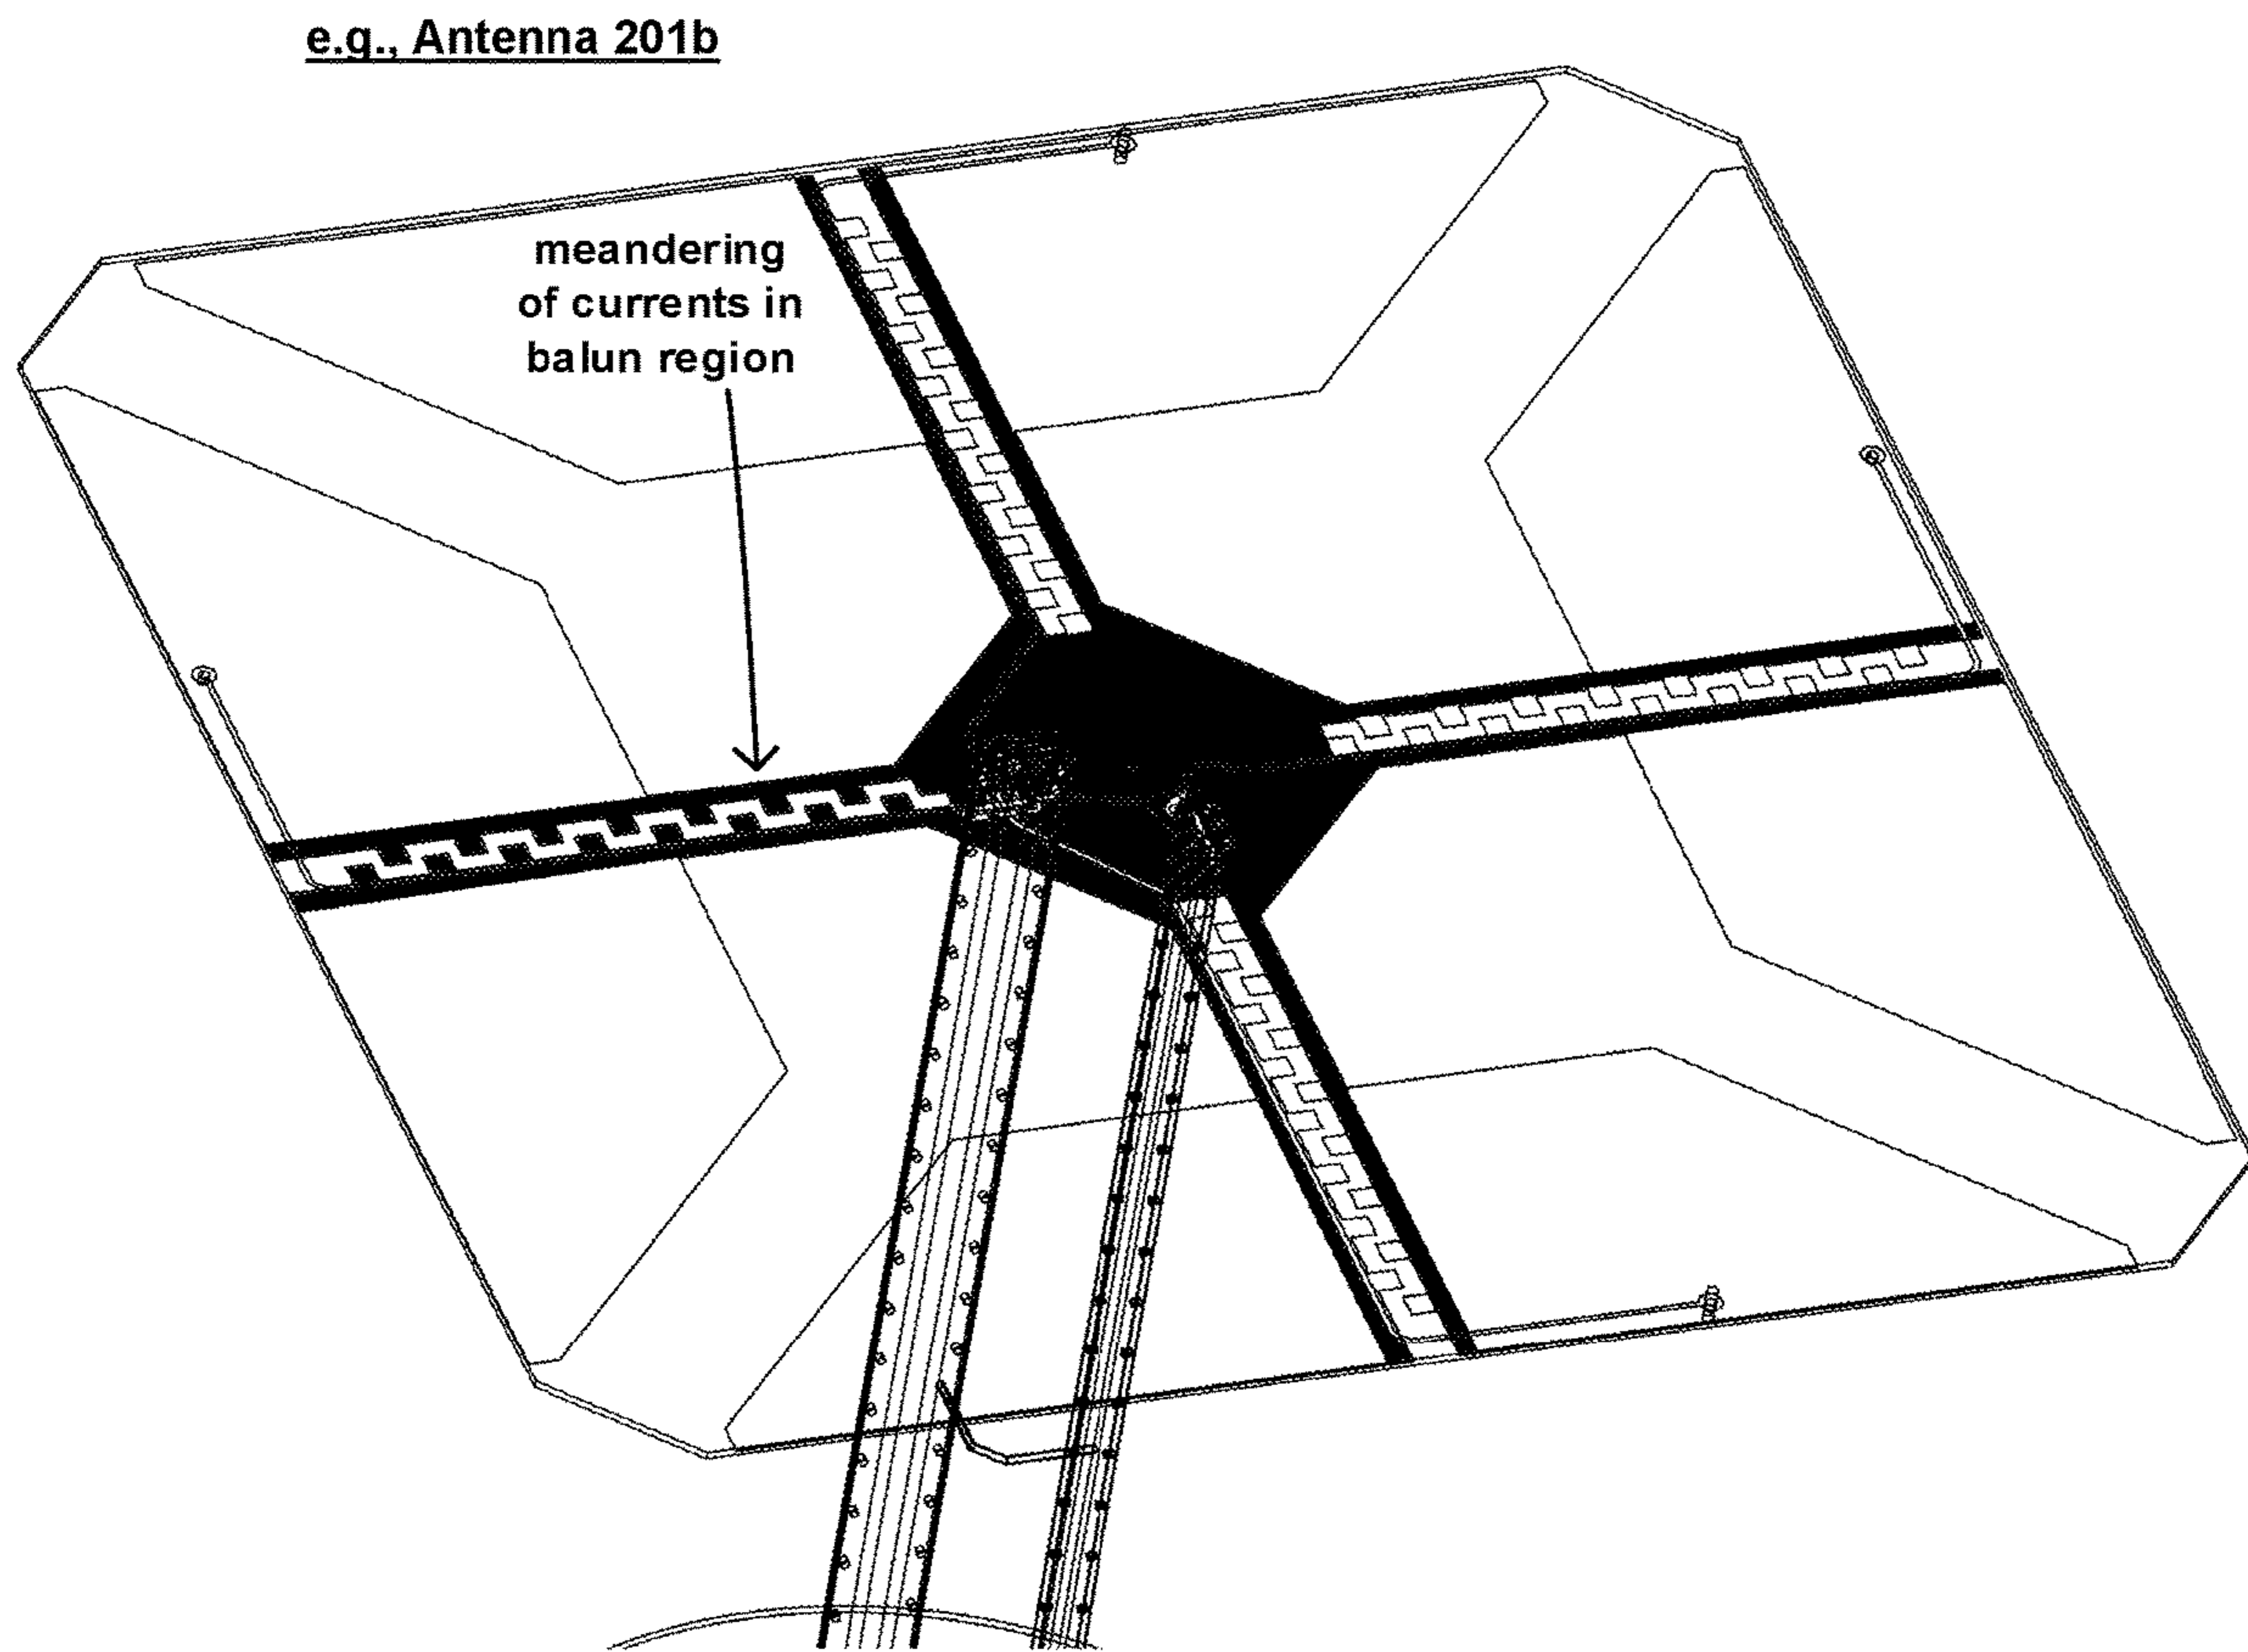 e.g., Antenna 201b
meandering
of currents in
balun region